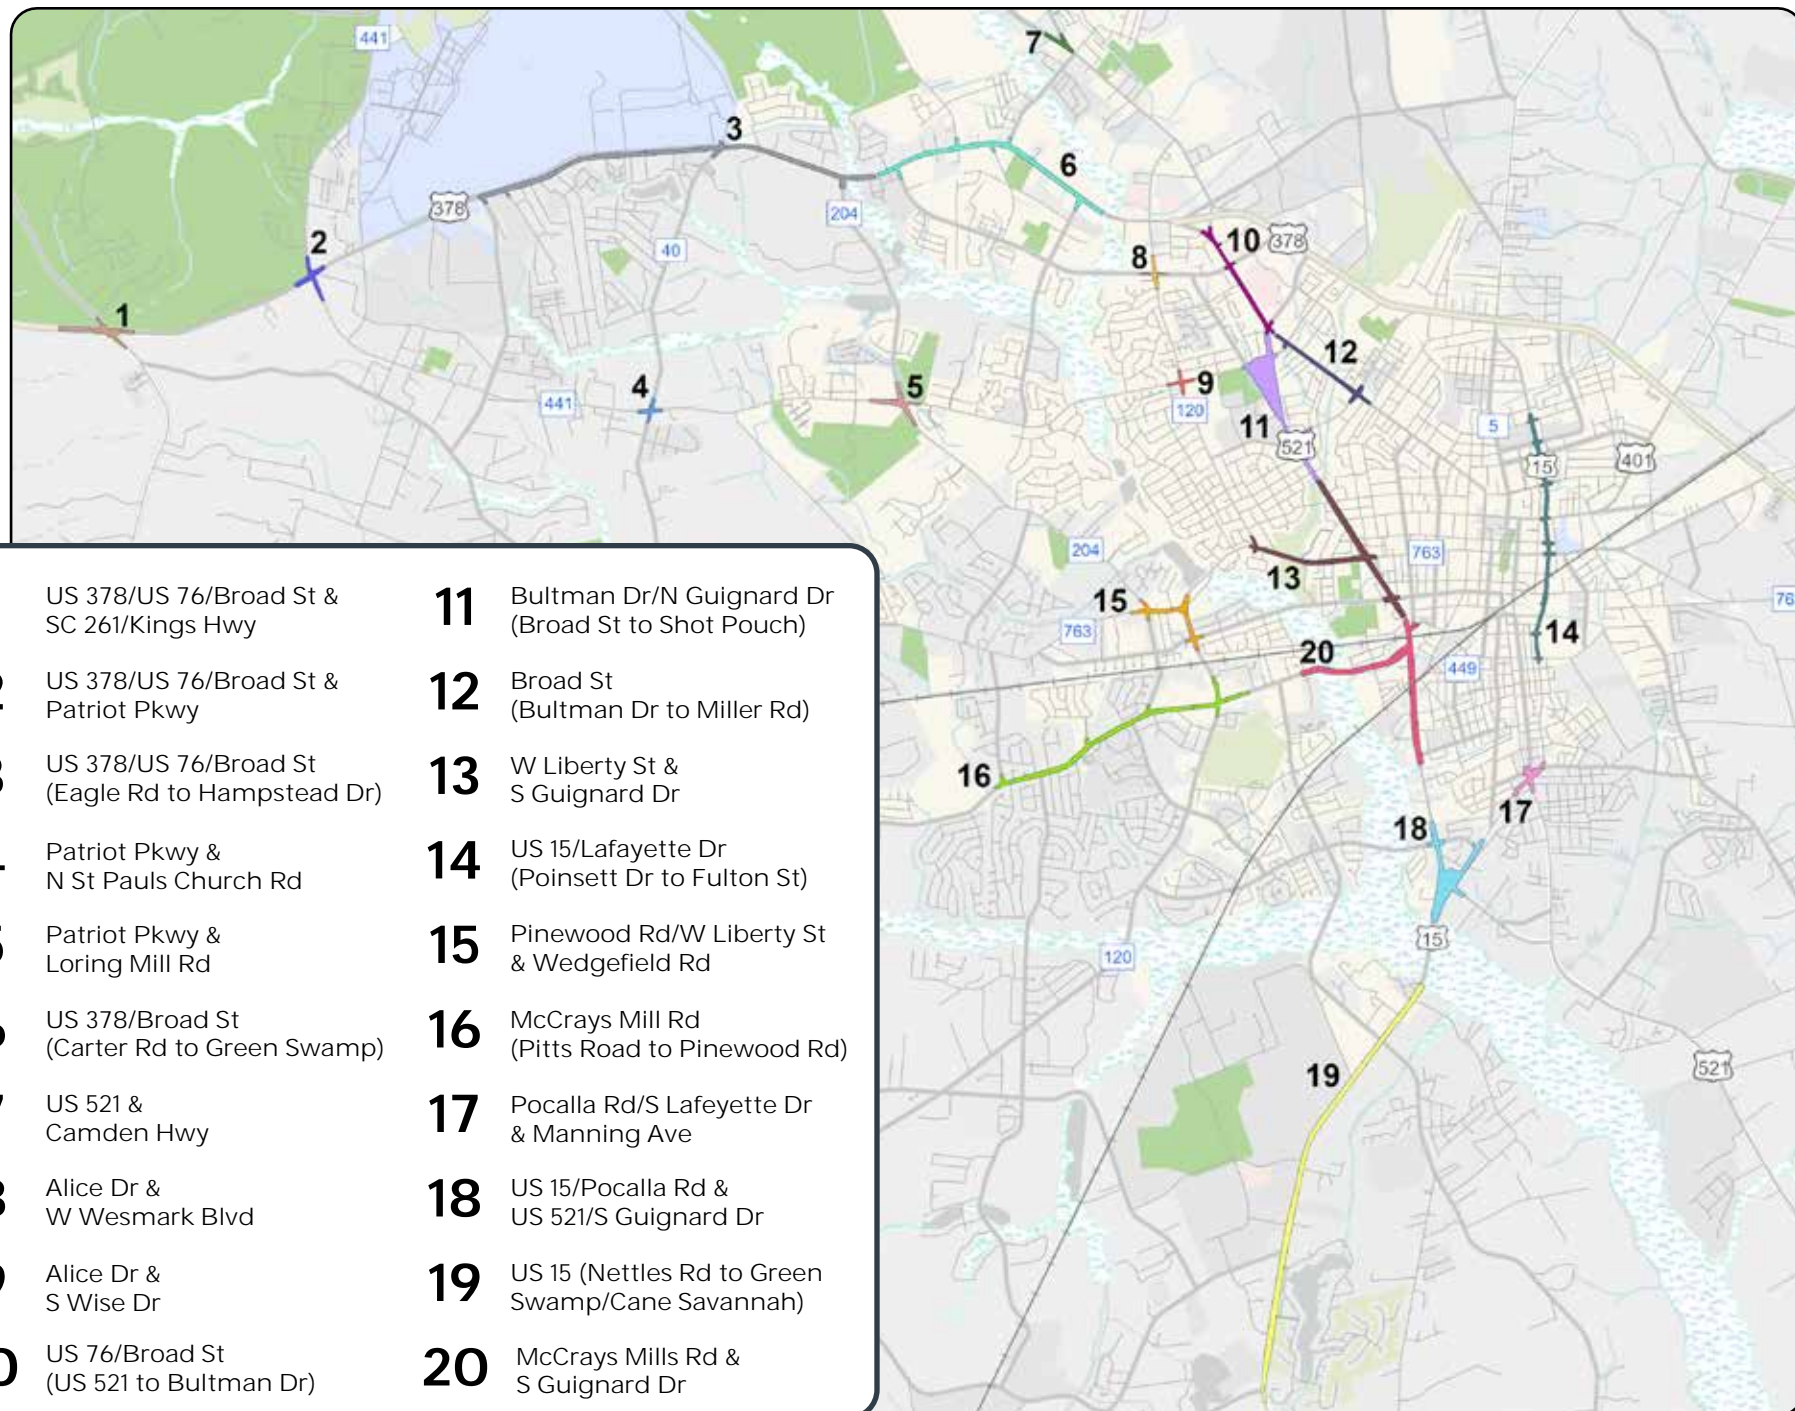 441
7
3
6
378
204
2
40
10
378
8
1
12
4
5
9
441
120
11
5
521
15
401
204
763
13
15
76
763
14
20
449
16
17
18
15
120
521
19
US 378/US 76/Broad St &
SC 261/Kings Hwy
US 378/US 76/Broad St &
Patriot Pkwy
US 378/US 76/Broad St
(Eagle Rd to Hampstead Dr)
Patriot Pkwy &
N St Pauls Church Rd
Patriot Pkwy &
Loring Mill Rd
US 378/Broad St
(Carter Rd to Green Swamp)
US 521 &
Camden Hwy
Alice Dr &
W Wesmark Blvd
Alice Dr &
S Wise Dr
0 US 76/Broad St
(US 521 to Bultman Dr)
11 Bultman Dr/N Guignard Dr
(Broad St to Shot Pouch)
12 Broad St
(Bultman Dr to Miller Rd)
13 W Liberty St &
S Guignard Dr
14 US 15/Lafayette Dr
(Poinsett Dr to Fulton St)
15 Pinewood Rd/W Liberty St
& Wedgefield Rd
16 McCrays Mill Rd
(Pitts Road to Pinewood Rd)
17 Pocalla Rd/S Lafeyette Dr
& Manning Ave
18 US 15/Pocalla Rd &
US 521/S Guignard Dr
19 US 15 (Nettles Rd to Green
Swamp/Cane Savannah)
20 McCrays Mills Rd &
S Guignard Dr